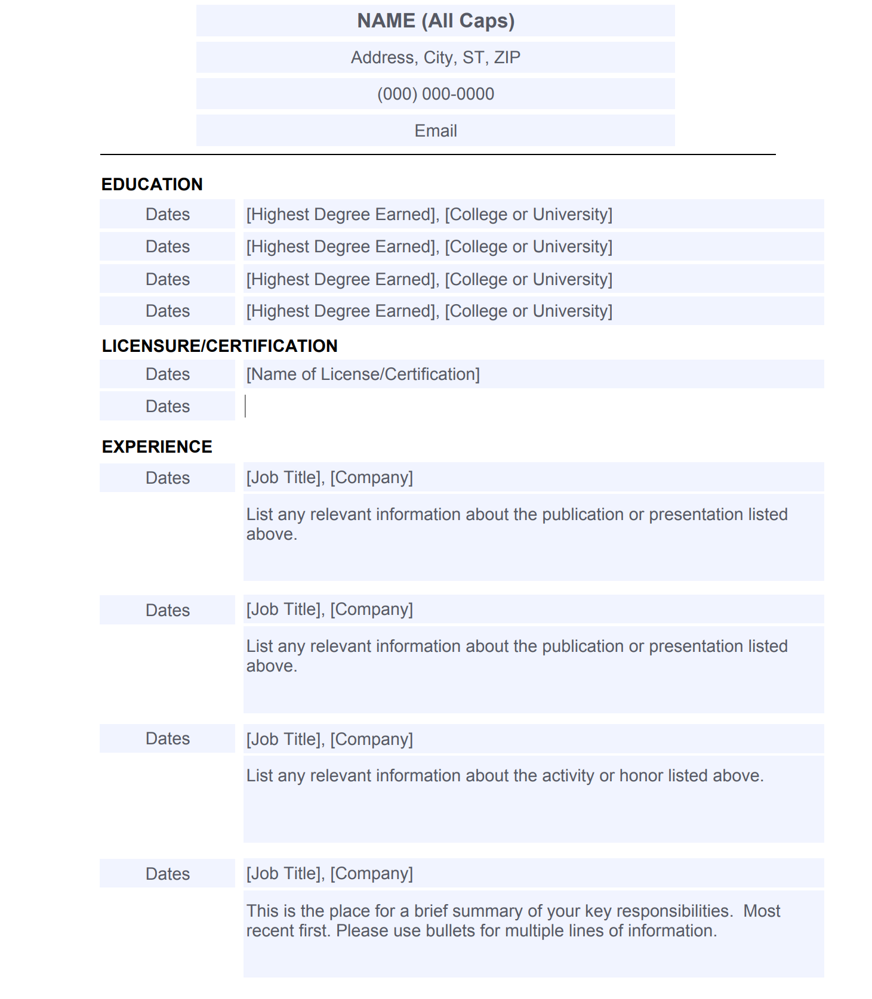 NAME (All Caps)
Address, City, ST, ZIP
(000) 000-0000
Email
EDUCATION
Dates [Highest Degree Earned], [College or University]
Dates [Highest Degree Earned], [College or University]
Dates [Highest Degree Earned], [College or University]
Dates [Highest Degree Earned], [College or University]
LICENSURE/CERTIFICATION
Dates [Name of License/Certification]
Dates
EXPERIENCE
Dates [Job Title], [Company]
List any relevant information about the publication or presentation listed
above.
Dates [Job Title], [Company]
List any relevant information about the publication or presentation listed
above.
Dates [Job Title], [Company]
List any relevant information about the activity or honor listed above.
Dates [Job Title], [Company]
This is the place for a brief summary of your key responsibilities.  Most
recent first. Please use bullets for multiple lines of information.